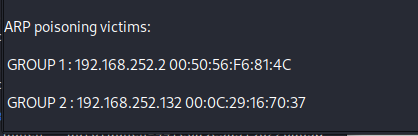 ARP poisoning victims:
GROUP 1 : 192.168.252.2 00:50:56:F6:81:4C
GROUP 2 : 192.168.252.132 00:0C:29:16:70:37